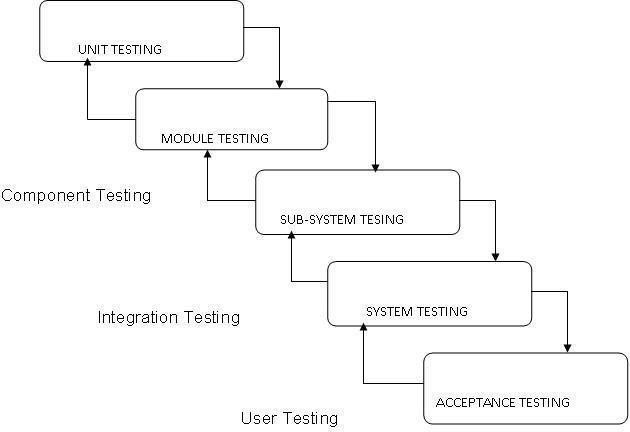 UNIT TESTING
MODULE TESTING
Component Testing
SUB-SYSTEM TESING
SYSTEM TESTING
Integration Testing
ACCEPTANCE TESTING
User Testing